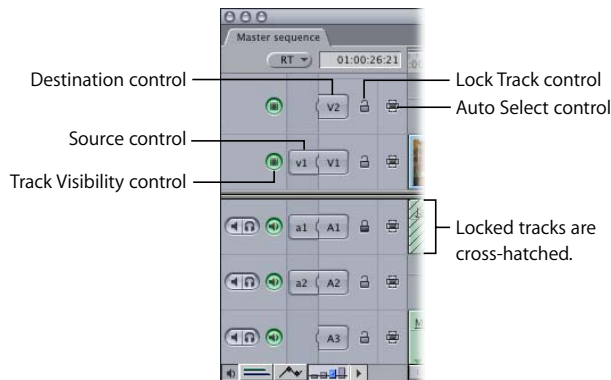 Master sequence
RT 01:00:26:21
Destination control
V2
Lock Track control
Auto Select control
Source control
v1 V1
Track Visibility control
a1 A1
Locked tracks are
cross-hatched.
a2 A2
A3
M